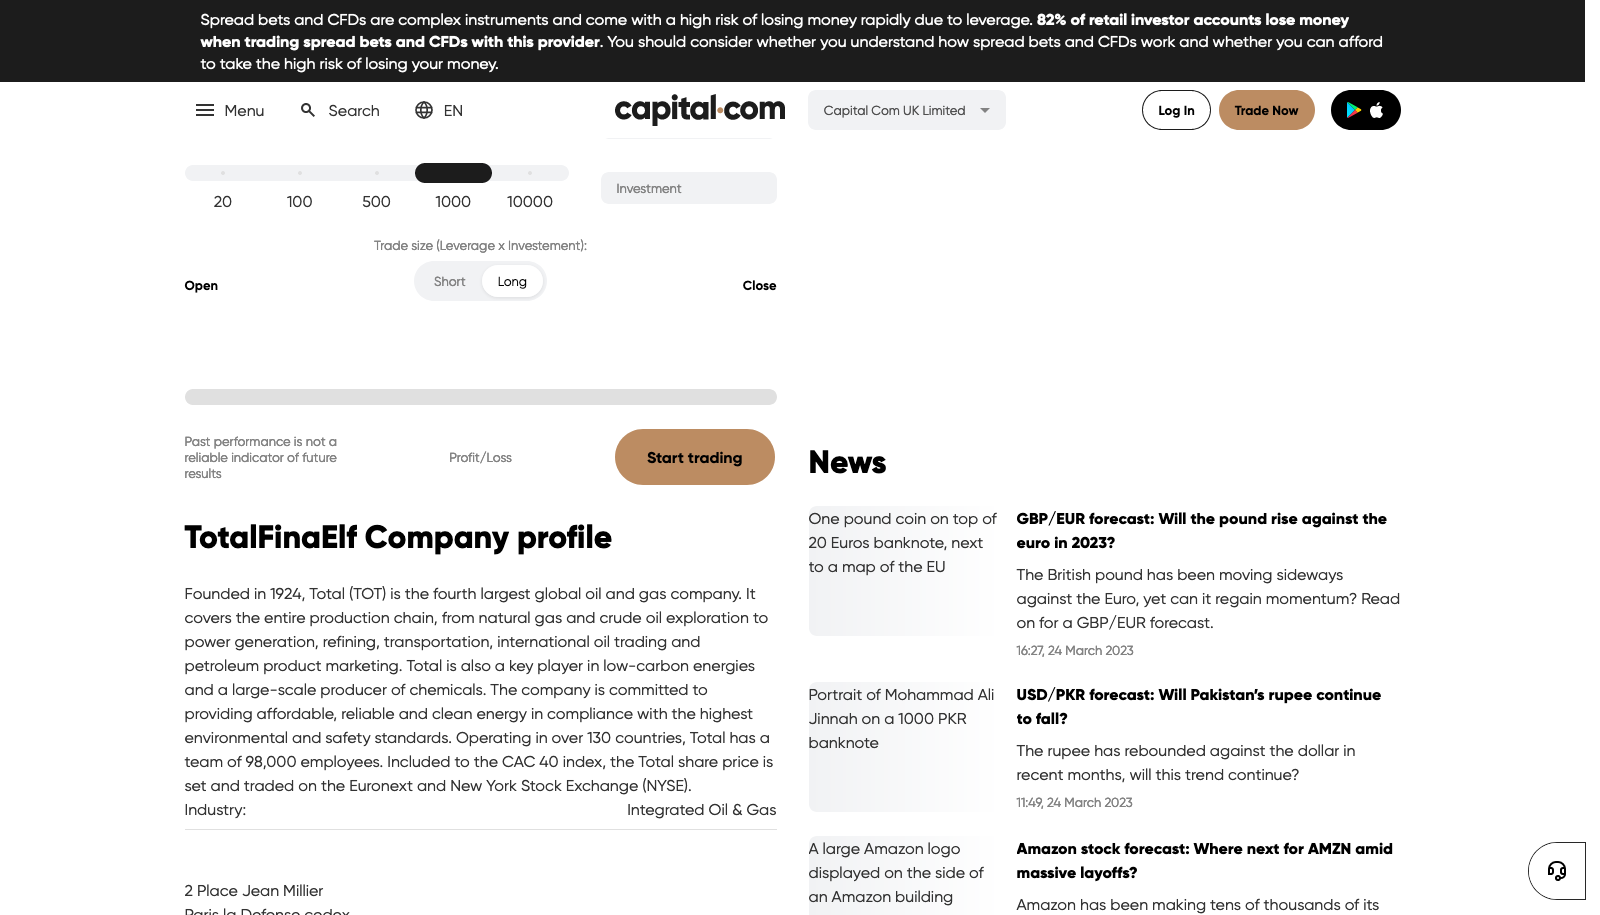 Spread bets and CFDs are complex instruments and come with a high risk of losing money rapidly due to leverage. 82% of retail investor accounts lose money
when trading spread bets and CFDs with this provider. You should consider whether you understand how spread bets and CFDs work and whether you can afford
to take the high risk of losing your money.
Menu
Search
EN
capital.com
Capital Com UK Limited
Log In
Trade Now
20
100
500
1000
10000
Investment
Trade size (Leverage x Investement):
Open
Short
Long
Close
Past performance is not a
reliable indicator of future
results
Profit/Loss
Start trading
TotalFinaElf Company profile
Founded in 1924, Total (TOT) is the fourth largest global oil and gas company. It
covers the entire production chain, from natural gas and crude oil exploration to
power generation, refining, transportation, international oil trading and
petroleum product marketing. Total is also a key player in low-carbon energies
and a large-scale producer of chemicals. The company is committed to
providing affordable, reliable and clean energy in compliance with the highest
environmental and safety standards. Operating in over 130 countries, Total has a
team of 98,000 employees. Included to the CAC 40 index, the Total share price is
set and traded on the Euronext and New York Stock Exchange (NYSE).
Industry:
Integrated Oil & Gas
2 Place Jean Millier
Paris la Defense cedex
News
One pound coin on top of
20 Euros banknote, next
to a map of the EU
GBP/EUR forecast: Will the pound rise against the
euro in 2023?
The British pound has been moving sideways
against the Euro, yet can it regain momentum? Read
on for a GBP/EUR forecast.
16:27, 24 March 2023
Portrait of Mohammad Ali
Jinnah on a 1000 PKR
banknote
USD/PKR forecast: Will Pakistan's rupee continue
to fall?
The rupee has rebounded against the dollar in
recent months, will this trend continue?
11:49, 24 March 2023
A large Amazon logo
displayed on the side of
an Amazon building
Amazon stock forecast: Where next for AMZN amid
massive layoffs?
Amazon has been making tens of thousands of its